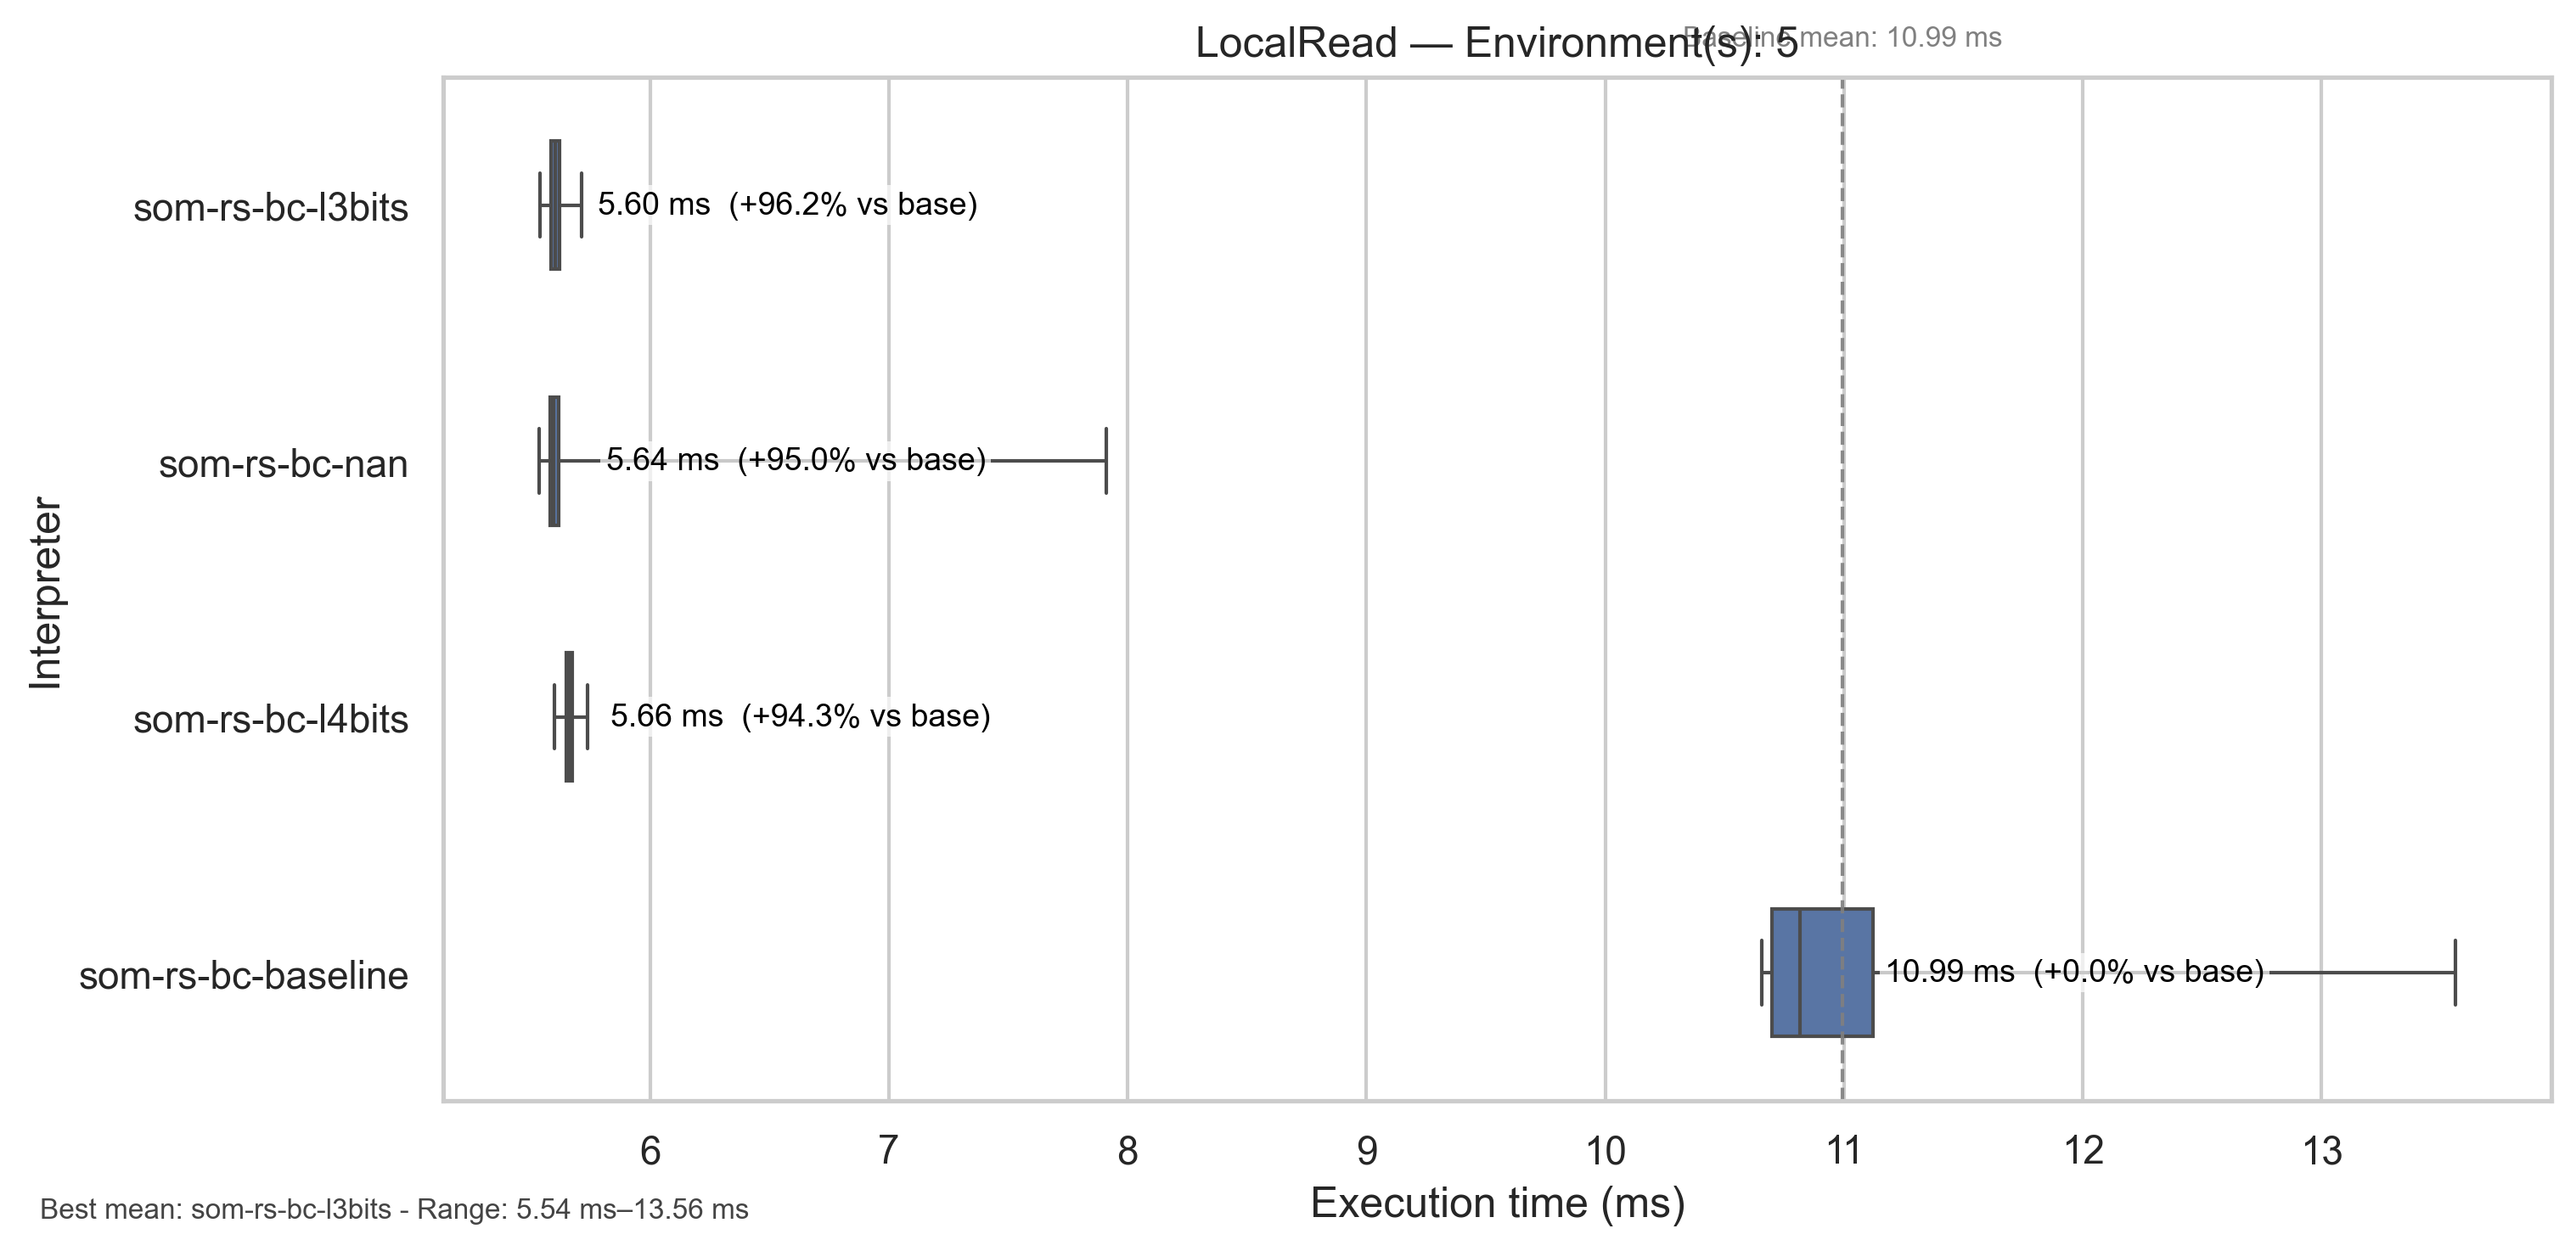 LocalRead — Environment(s): 5
Baseline mean: 10.99 ms
som-rs-bc-l3bits
5.60 ms (+96.2% vs base)
som-rs-bc-nan
5.64 ms (+95.0% vs base)
som-rs-bc-l4bits
5.66 ms (+94.3% vs base)
som-rs-bc-baseline
10.99 ms (+0.0% vs base)
Interpreter
6 7 8 9 10 11 12 13
Execution time (ms)
Best mean: som-rs-bc-l3bits - Range: 5.54 ms–13.56 ms